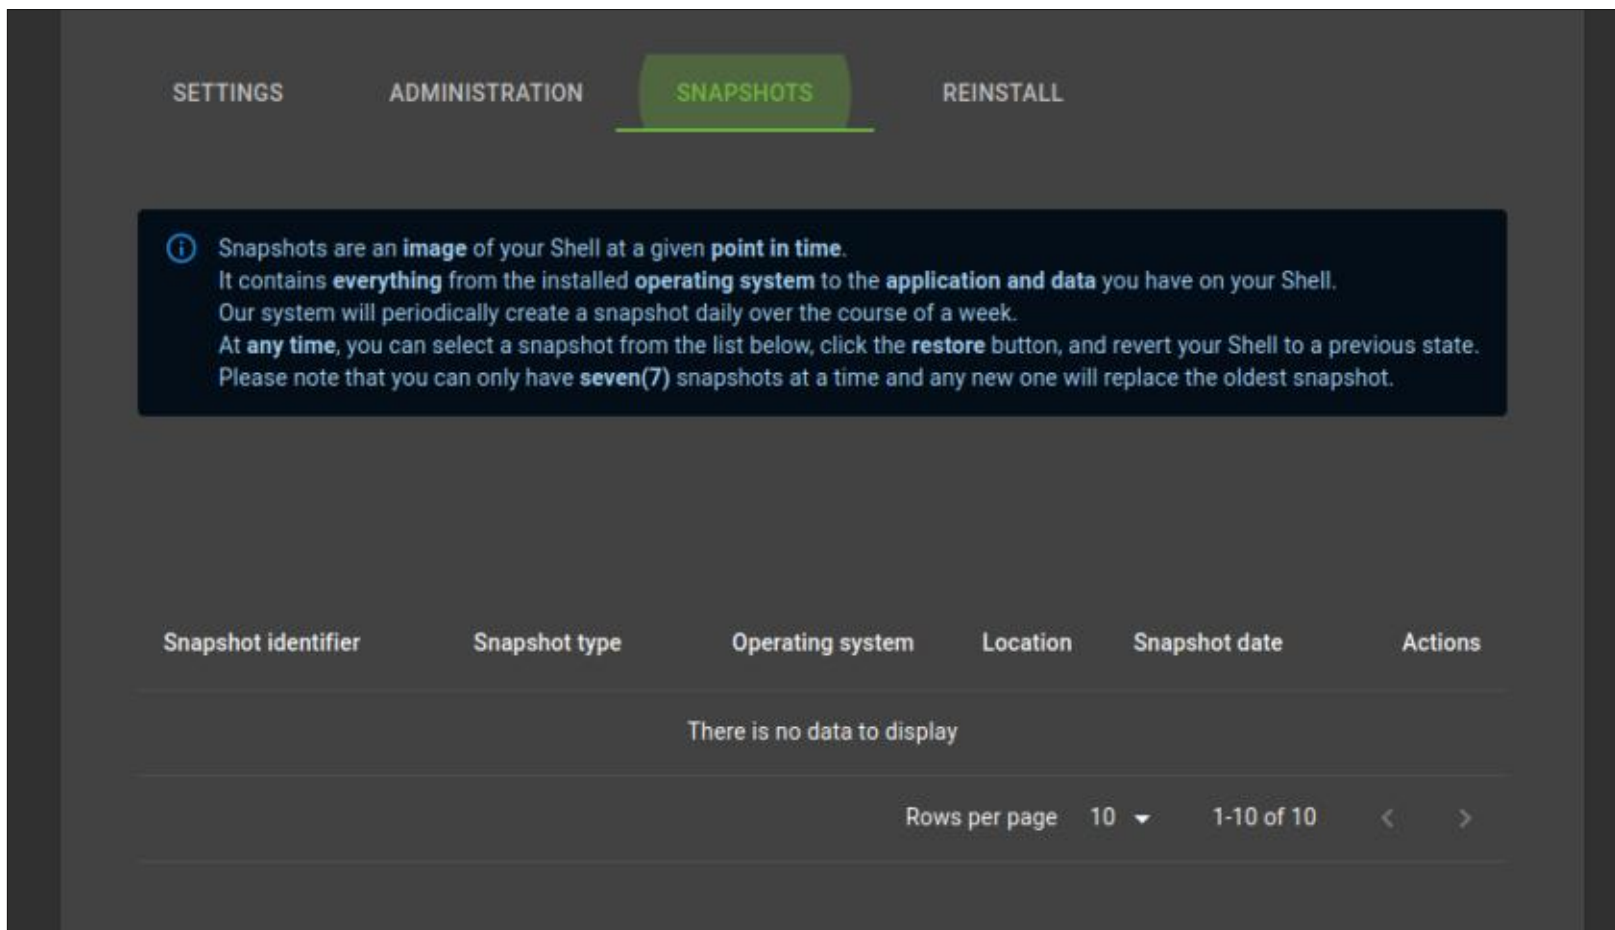 SETTINGS ADMINISTRATION SNAPSHOTS REINSTALL
Snapshots are an image of your Shell at a given point in time.
It contains everything from the installed operating system to the application and data you have on your Shell.
Our system will periodically create a snapshot daily over the course of a week.
At any time, you can select a snapshot from the list below, click the restore button, and revert your Shell to a previous state.
Please note that you can only have seven(7) snapshots at a time and any new one will replace the oldest snapshot.
Snapshot identifier Snapshot type Operating system Location Snapshot date Actions
There is no data to display
Rows per page 10 1-10 of 10